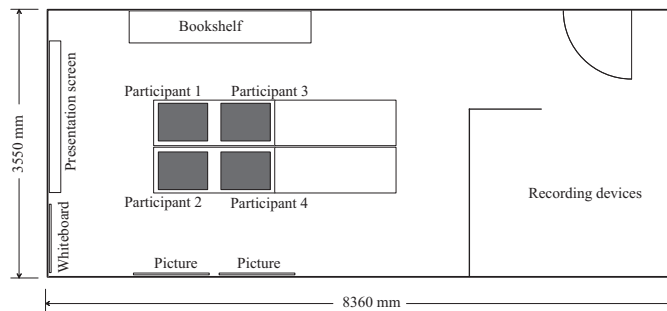 Bookshelf
Presentation screen
Participant 1
Participant 3
3550 mm
Participant 2
Participant 4
Recording devices
Whiteboard
Picture
Picture
8360 mm